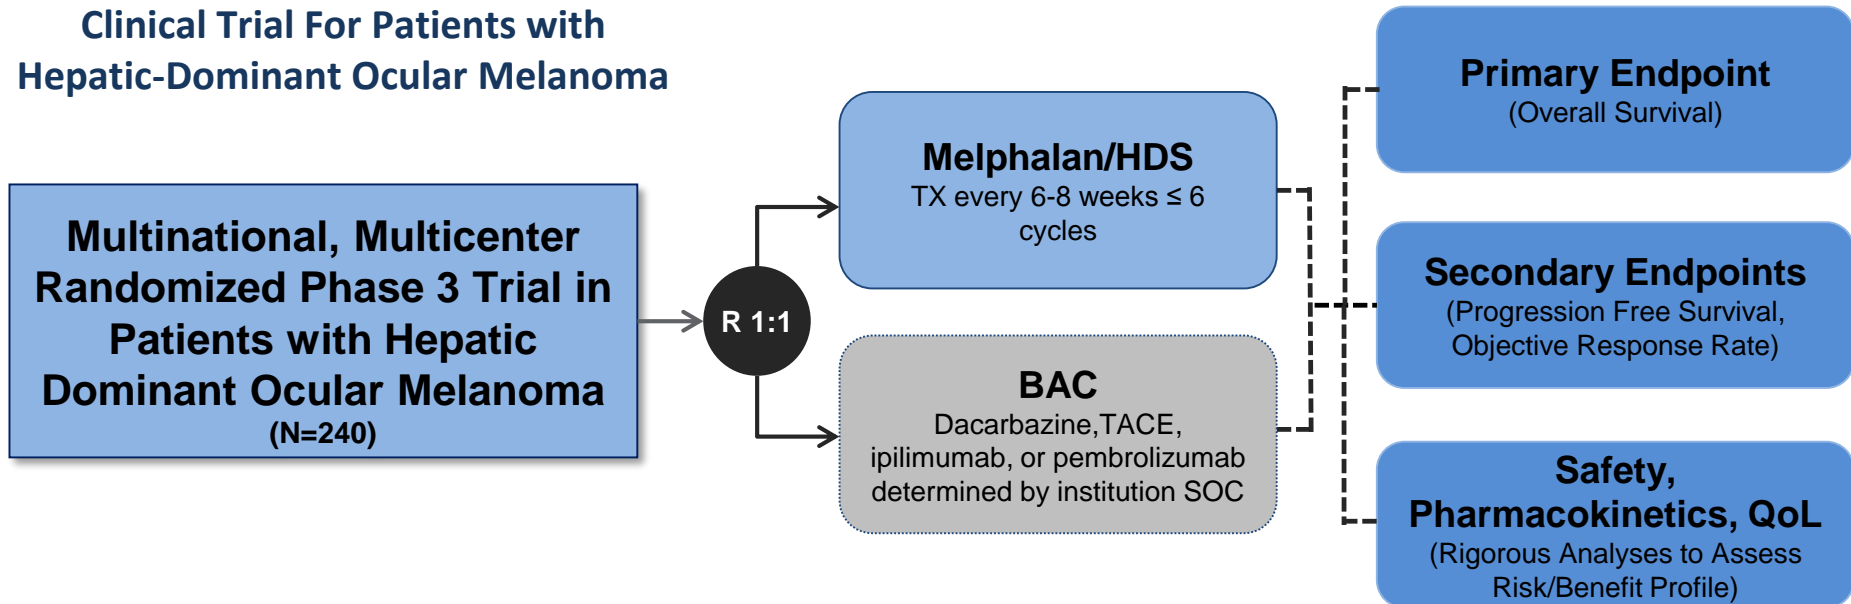 Clinical Trial For Patients with
Hepatic-Dominant Ocular Melanoma
Multinational, Multicenter
Randomized Phase 3 Trial in
Patients with Hepatic
Dominant Ocular Melanoma
(N=240)
R 1:1
Melphalan/HDS
TX every 6-8 weeks ≤ 6
cycles
BAC
Dacarbazine,TACE,
ipilimumab, or pembrolizumab
determined by institution SOC
Primary Endpoint
(Overall Survival)
Secondary Endpoints
(Progression Free Survival,
Objective Response Rate)
Safety,
Pharmacokinetics, QoL
(Rigorous Analyses to Assess
Risk/Benefit Profile)